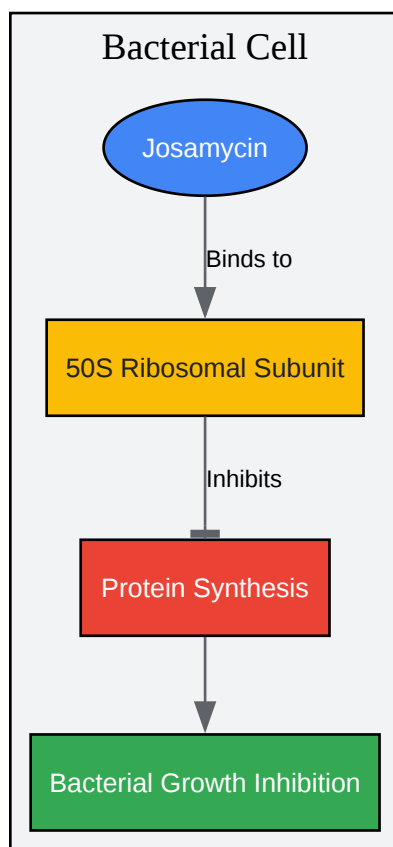 Bacterial Cell
Josamycin
Binds to
50S Ribosomal Subunit
Inhibits
Protein Synthesis
Bacterial Growth Inhibition